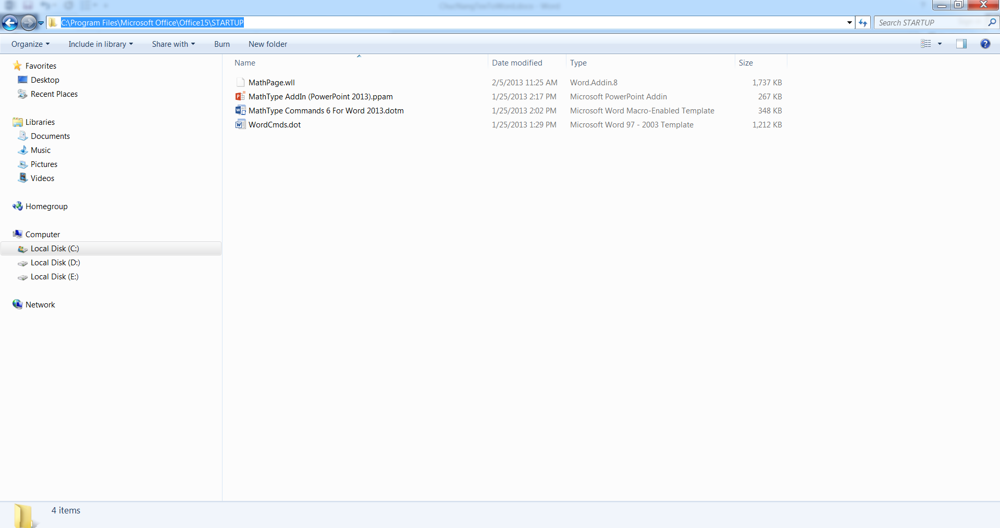 C:\Program Files\Microsoft Office\Office15\STARTUP
Search STARTUP
Organize Include in library Share with Burn New folder
Name Date modified Type Size
Favorites
Desktop
Recent Places
Libraries
Documents
Music
Pictures
Videos
Homegroup
Computer
Local Disk (C:)
Local Disk (D:)
Local Disk (E:)
Network
MathPage.wll 2/5/2013 11:25 AM Word.Addin.8 1,737 KB
MathType AddIn (PowerPoint 2013).ppam 1/25/2013 2:17 PM Microsoft PowerPoint Addin 267 KB
MathType Commands 6 For Word 2013.dotm 1/25/2013 2:02 PM Microsoft Word Macro-Enabled Template 348 KB
WordCmds.dot 1/25/2013 1:29 PM Microsoft Word 97 - 2003 Template 1,212 KB
4 items